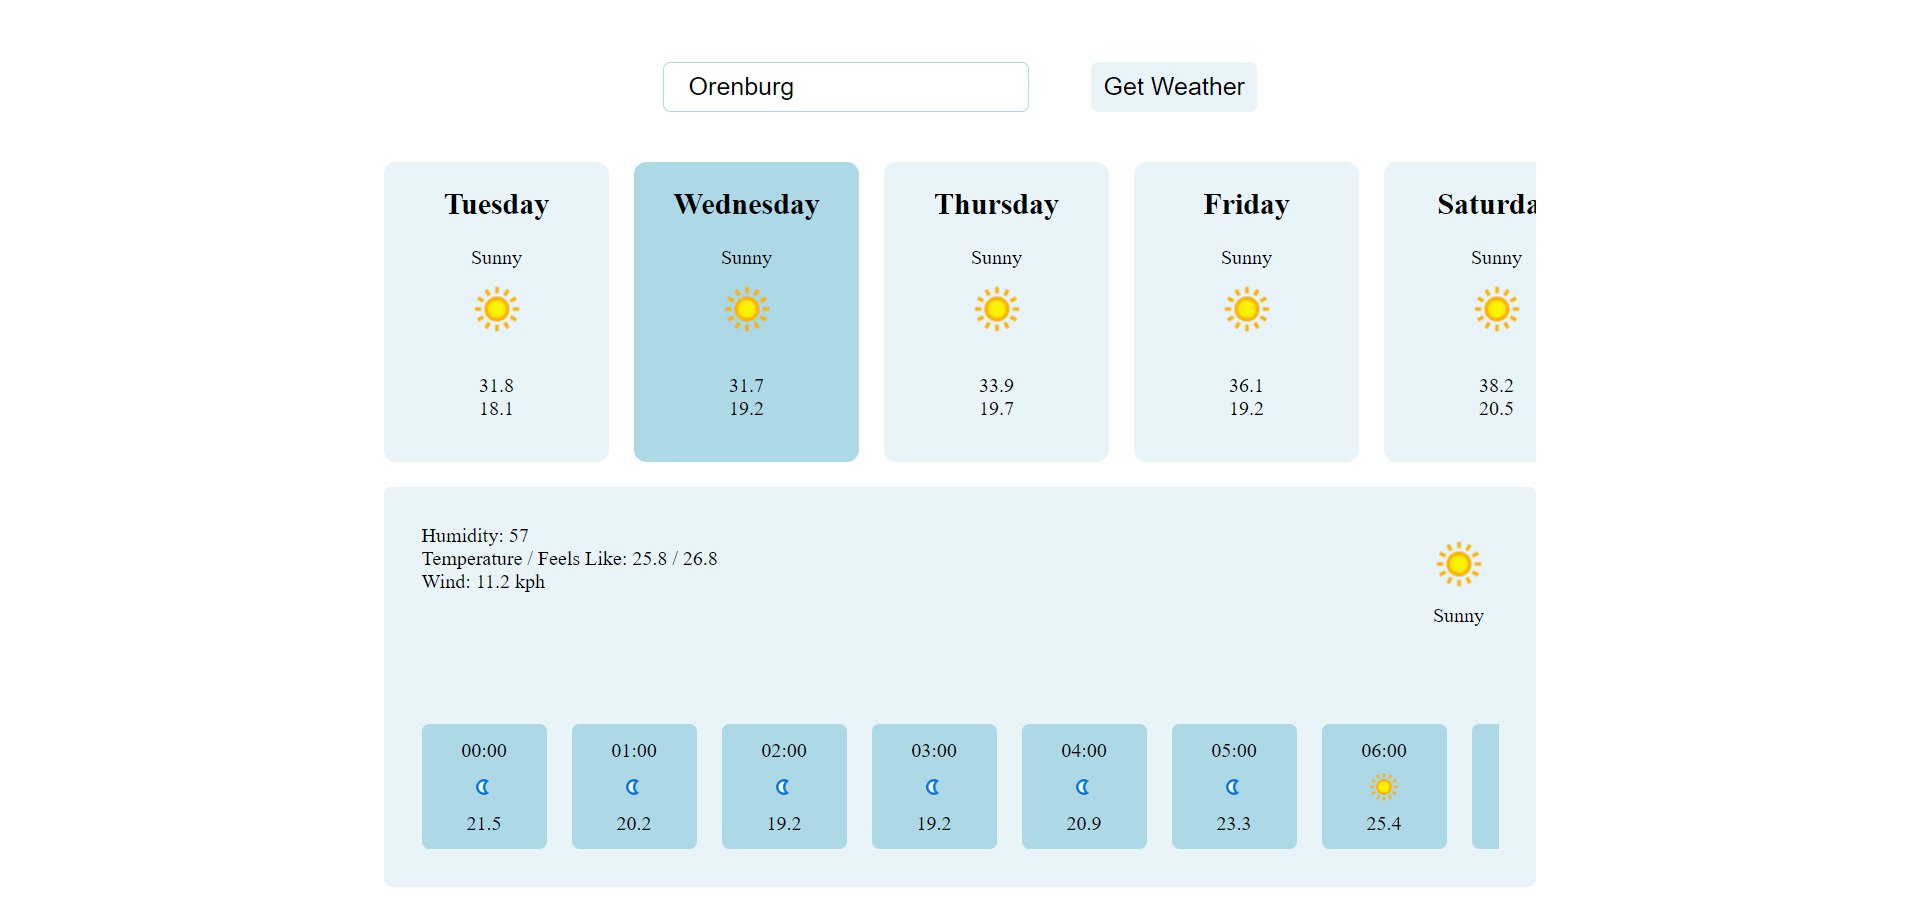 Orenburg
Get Weather
Tuesday
Sunny
31.8
18.1
Wednesday
Sunny
31.7
19.2
Thursday
Sunny
33.9
19.7
Friday
Sunny
36.1
19.2
Saturda
Sunny
38.2
20.5
Humidity: 57
Temperature / Feels Like: 25.8 / 26.8
Wind: 11.2 kph
Sunny
00:00
21.5
01:00
20.2
02:00
19.2
03:00
19.2
04:00
20.9
05:00
23.3
06:00
25.4